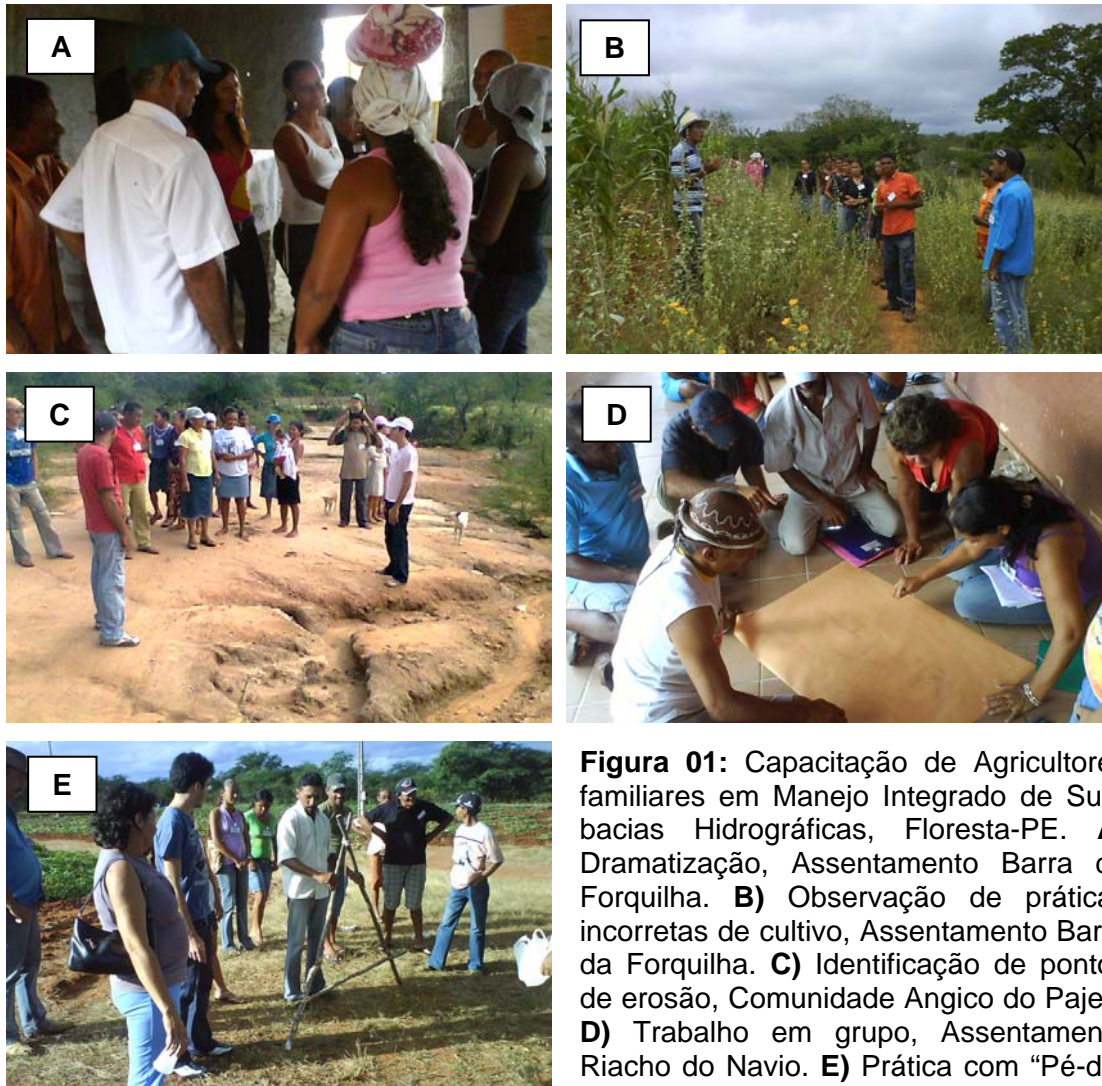 A
B
C
D
E
Figura 01: Capacitação de Agricultore
familiares em Manejo Integrado de Su
bacias Hidrográficas, Floresta-PE.
Dramatização, Assentamento Barra
Forquilha. B) Observação de prática
incorretas de cultivo, Assentamento Barr
da Forquilha. C) Identificação de ponto
de erosão, Comunidade Angico do Paje
D) Trabalho em grupo, Assentamen
Riacho do Navio. E) Prática com “Pé-d